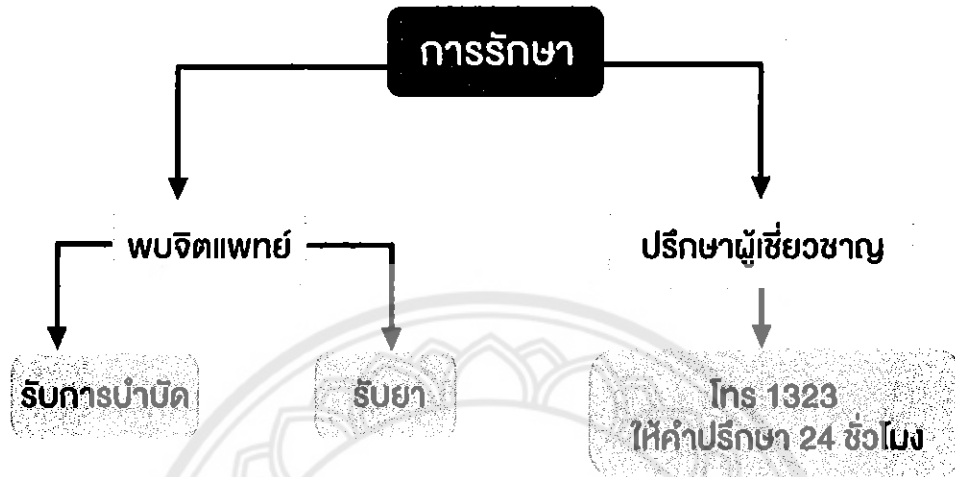 การรักษา
พบจิตแพทย์
ปรึกษาผู้เชี่ยวชาญ
รับการบำบัด
รับยา
โทร 1323
ให้คำปรึกษา 24 ชั่วโมง